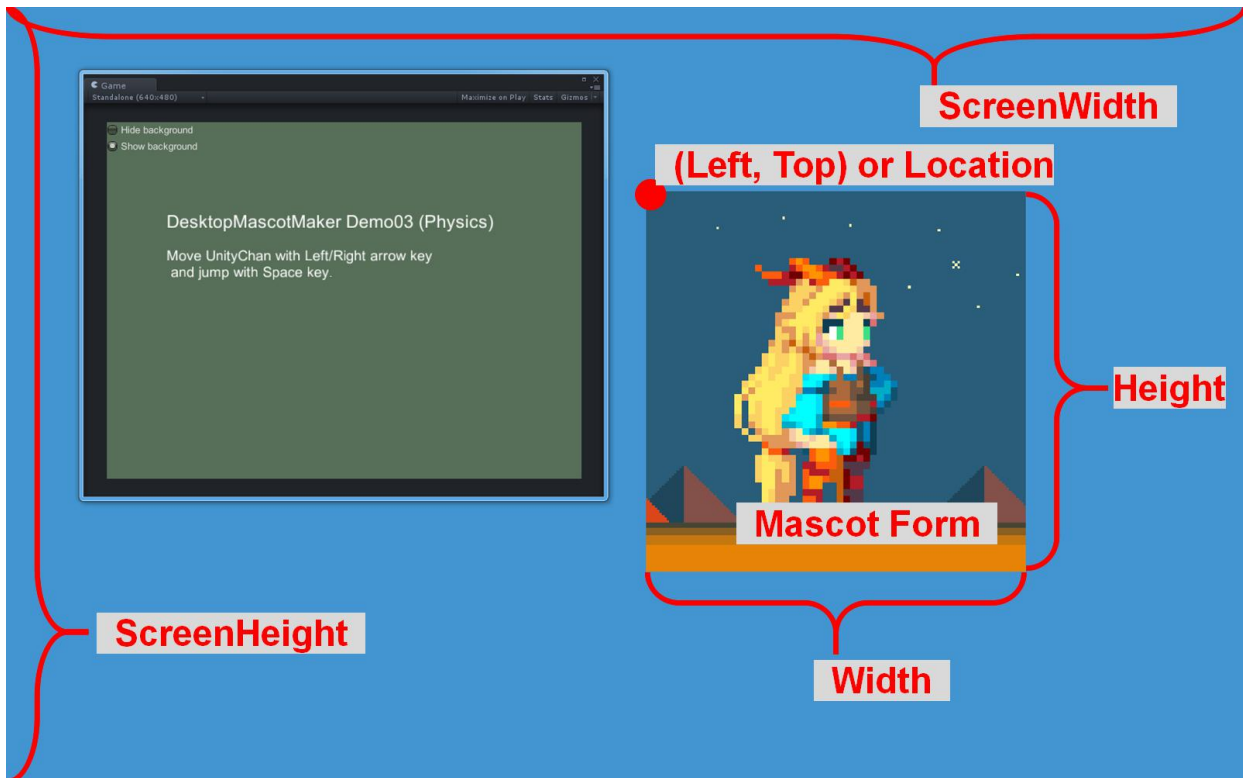 Game
Standalone (640x480)
Maximize on Play Stats Gizmos
Hide background
Show background
DesktopMascotMaker Demo03 (Physics)
Move UnityChan with Left/Right arrow key
and jump with Space key.
ScreenWidth
(Left, Top) or Location
Height
Mascot Form
ScreenHeight
Width